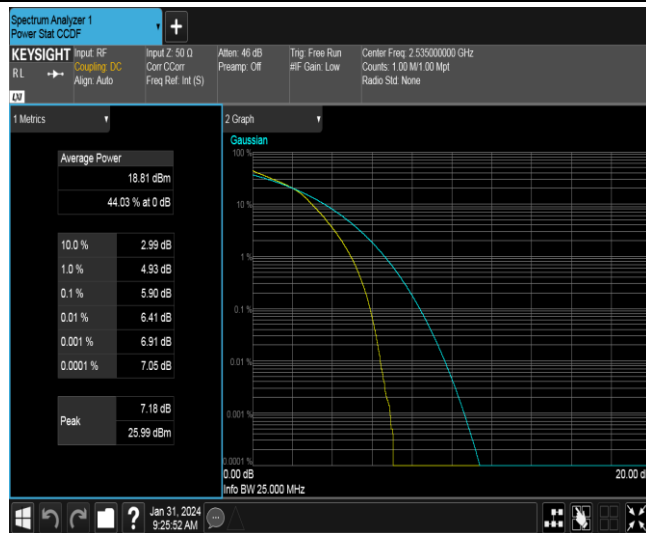 Spectrum Analyzer 1
Power Stat CCDF
+
KEYSIGHT
RL
LXI
Input: RF
Coupling: DC
Align: Auto
Input Z: 50 Ω
Corr CCorr
Freq Ref: Int (S)
Atten: 46 dB
Preamp: Off
Trig: Free Run
#IF Gain: Low
Center Freq: 2.535000000 GHz
Counts: 1.00 M/1.00 Mpt
Radio Std: None
1 Metrics
Average Power
18.81 dBm
44.03 % at 0 dB
10.0 % 2.99 dB
1.0 % 4.93 dB
0.1 % 5.90 dB
0.01 % 6.41 dB
0.001 % 6.91 dB
0.0001 % 7.05 dB
Peak 7.18 dB
25.99 dBm
2 Graph
Gaussian
100 %
10 %
1 %
0.1 %
0.01 %
0.001 %
0.0001 %
0.00 dB 20.00 d
Info BW 25.000 MHz
? Jan 31, 2024
9:25:52 AM